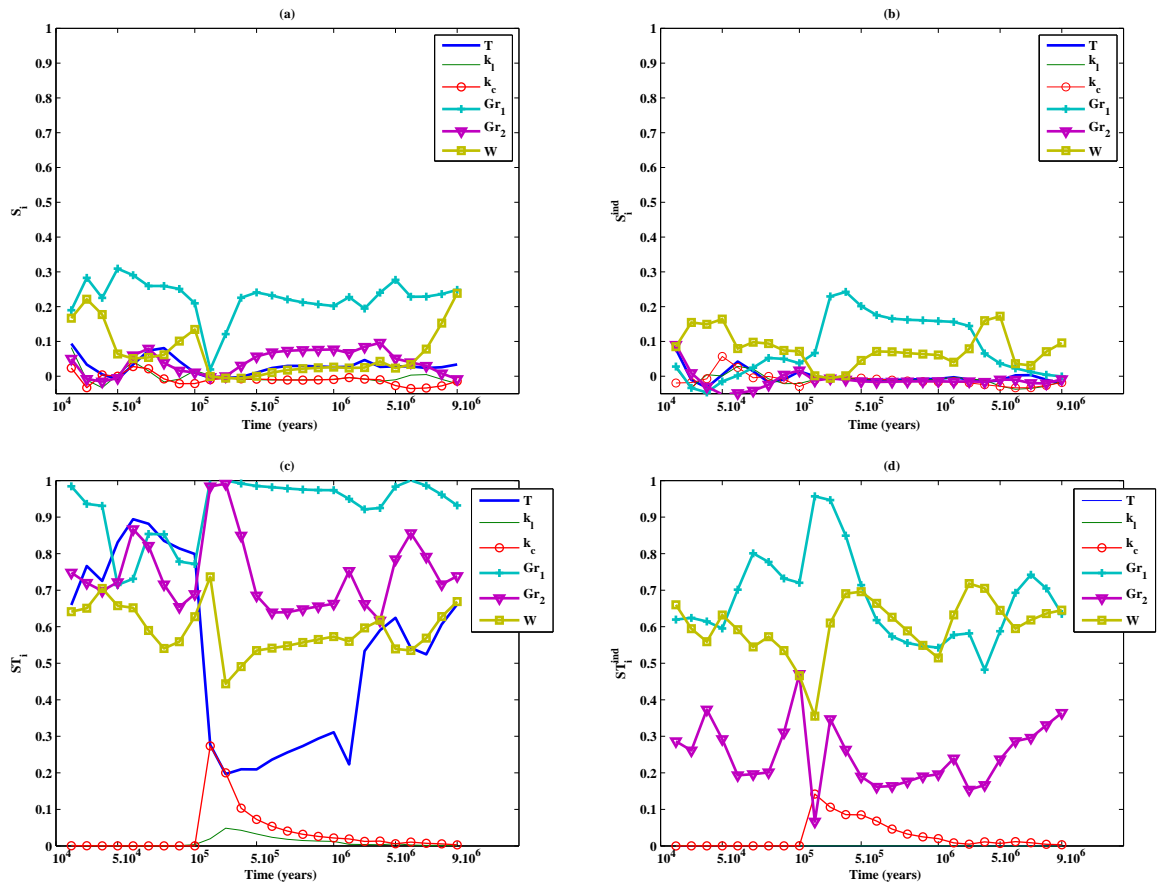 (a)
1
0.9
0.8
0.7
0.6
0.5
0.4
0.3
0.2
0.1
0
S_i
10^4
5.10^4
10^5
5.10^5
10^6
5.10^6
9.10^6
Time (years)
T
k_l
k_c
Gr_1
Gr_2
W
(b)
1
0.9
0.8
0.7
0.6
0.5
0.4
0.3
0.2
0.1
0
S_i^ind
10^4
5.10^4
10^5
5.10^5
10^6
5.10^6
9.10^6
Time (years)
T
k_l
k_c
Gr_1
Gr_2
W
(c)
1
0.9
0.8
0.7
0.6
0.5
0.4
0.3
0.2
0.1
0
ST_i
10^4
5.10^4
10^5
5.10^5
10^6
5.10^6
9.10^6
Time (years)
T
k_l
k_c
Gr_1
Gr_2
W
(d)
1
0.9
0.8
0.7
0.6
0.5
0.4
0.3
0.2
0.1
0
ST_i^ind
10^4
5.10^4
10^5
5.10^5
10^6
5.10^6
9.10^6
Time (years)
T
k_l
k_c
Gr_1
Gr_2
W